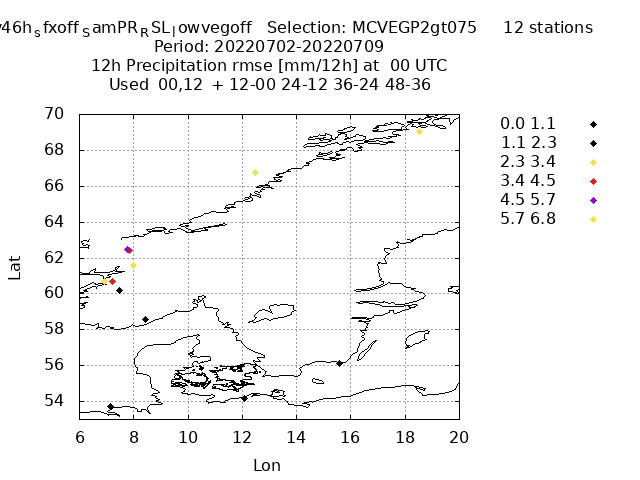 46h_sfxoff_samPR_RSL_lowvegoff Selection: MCVEGP2gt075 12 stations
Period: 20220702-20220709
12h Precipitation rmse [mm/12h] at 00 UTC
Used 00,12 + 12-00 24-12 36-24 48-36
70
68
66
64
62
60
58
56
54
Lat
6 8 10 12 14 16 18 20
Lon
0.0 1.1
1.1 2.3
2.3 3.4
3.4 4.5
4.5 5.7
5.7 6.8